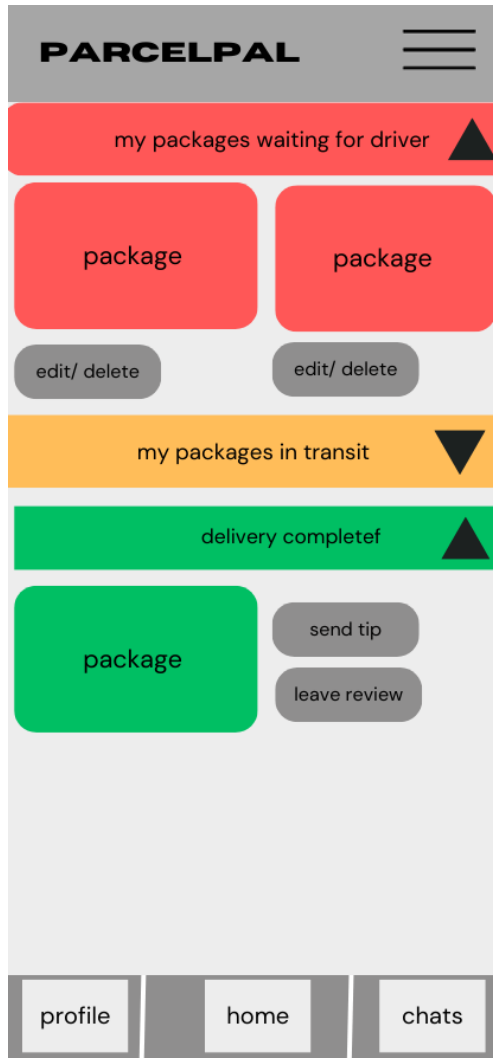 PARCELPAL
my packages waiting for driver
package
package
edit/ delete
edit/ delete
my packages in transit
delivery completef
package
send tip
leave review
profile
home
chats